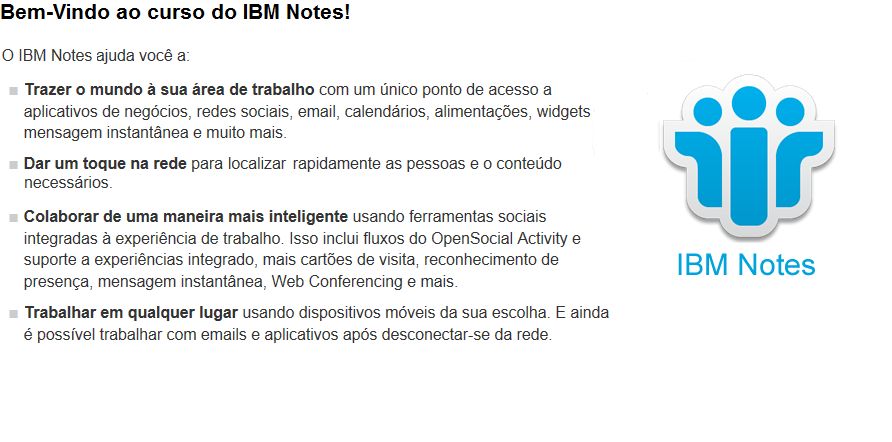 Bem-Vindo ao curso do IBM Notes!
O IBM Notes ajuda você a:
Trazer o mundo à sua área de trabalho com um único ponto de acesso a
aplicativos de negócios, redes sociais, email, calendários, alimentações, widgets
mensagem instantânea e muito mais.
Dar um toque na rede para localizar rapidamente as pessoas e o conteúdo
necessários.
Colaborar de uma maneira mais inteligente usando ferramentas sociais
integradas à experiência de trabalho. Isso inclui fluxos do OpenSocial Activity e
suporte a experiências integrado, mais cartões de visita, reconhecimento de
presença, mensagem instantânea, Web Conferencing e mais.
Trabalhar em qualquer lugar usando dispositivos móveis da sua escolha. E ainda
é possível trabalhar com emails e aplicativos após desconectar-se da rede.
IBM Notes